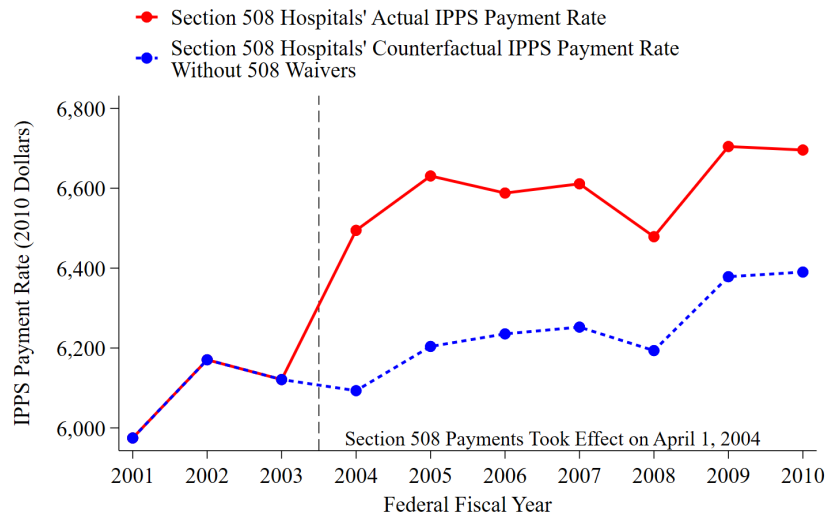 Section 508 Hospitals' Actual IPPS Payment Rate
Section 508 Hospitals' Counterfactual IPPS Payment Rate
Without 508 Waivers
IPPS Payment Rate (2010 Dollars)
6,800
6,600
6,400
6,200
6,000
Section 508 Payments Took Effect on April 1, 2004
2001 2002 2003 2004 2005 2006 2007 2008 2009 2010
Federal Fiscal Year